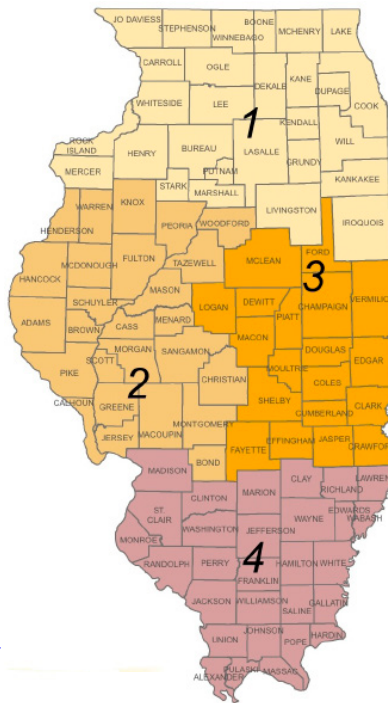 JO DAVIESS
STEPHENSON
WINNEBAGO
BOONE
MCHENRY
LAKE
CARROLL
OGLE
DEKALB
KANE
COOK
DUPAGE
WHITESIDE
LEE
1
KENDALL
WILL
ROCK
ISLAND
HENRY
BUREAU
LASALLE
GRUNDY
MERCER
PUTNAM
KANKAKEE
STARK
MARSHALL
LIVINGSTON
IROQUOIS
HENDERSON
WARREN
KNOX
PEORIA
WOODFORD
MCLEAN
FORD
3
HANCOCK
MCDONOUGH
FULTON
TAZEWELL
MASON
LOGAN
DEWITT
PIATT
CHAMPAIGN
VERMILIO
SCHUYLER
ADAMS
BROWN
CASS
MENARD
MACON
DOUGLAS
EDGAR
SCOTT
MORGAN
SANGAMON
MOULTRIE
COLES
PIKE
2
CHRISTIAN
SHELBY
CUMBERLAND
CLARK
CALHOUN
GREENE
MACOUPIN
MONTGOMERY
JERSEY
FAYETTE
EFFINGHAM
JASPER
CRAWFOR
BOND
MADISON
CLINTON
MARION
CLAY
RICHLAND
LAWREN
ST.
CLAIR
WASHINGTON
JEFFERSON
WAYNE
EDWARDS
WABASH
MONROE
RANDOLPH
PERRY
4
FRANKLIN
HAMILTON
WHITE
JACKSON
WILLIAMSON
SALINE
GALLATIN
UNION
JOHNSON
POPE
HARDIN
ALEXANDER
PULASKI
MASSAC